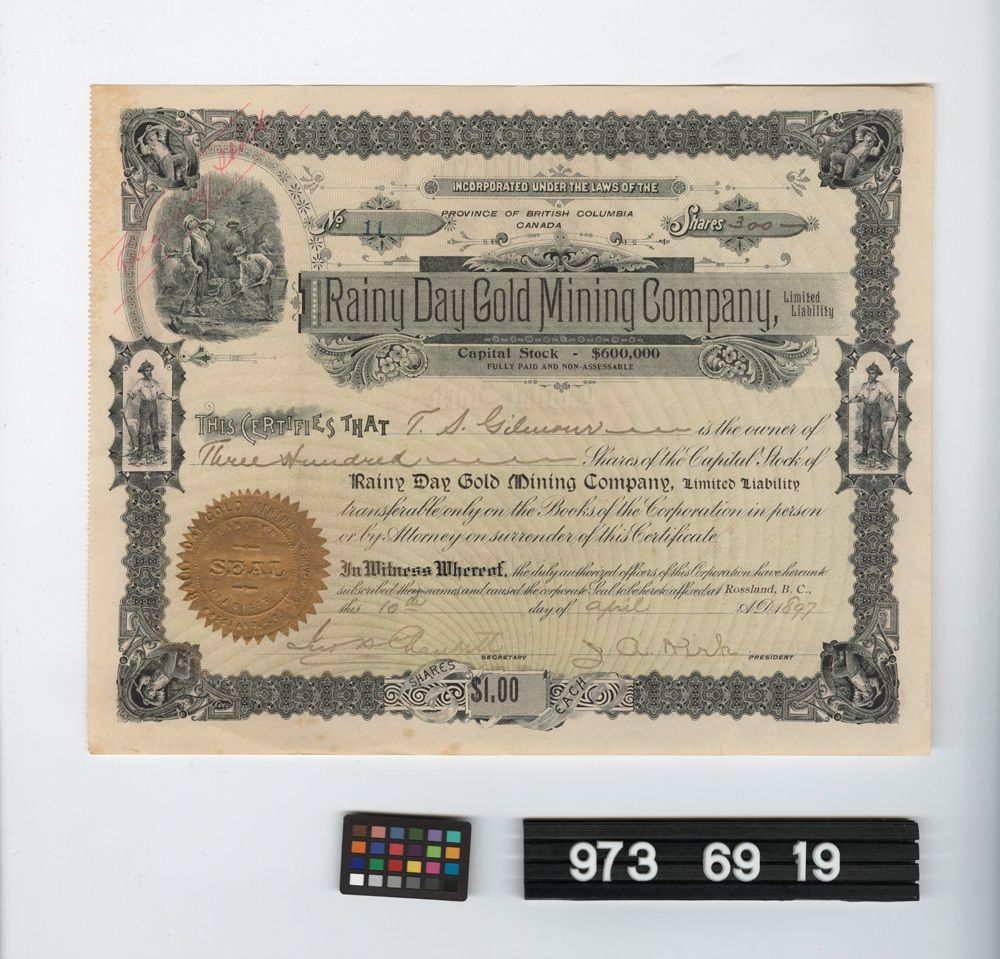 INCORPORATED UNDER THE LAWS OF THE
PROVINCE OF BRITISH COLUMBIA
CANADA
No 11
Shares 300
Rainy Day Gold Mining Company, Limited Liability
Capital Stock - $600,000
FULLY PAID AND NON-ASSESSABLE
THIS CERTIFIES THAT T. S. Gilmour is the owner of
Three Hundred Shares of the Capital Stock of
Rainy Day Gold Mining Company, Limited Liability
transferable only on the Books of the Corporation in person
or by Attorney on surrender of this Certificate.
In Witness Whereof, the duly authorized officers of this Corporation have hereunto
subscribed their names and caused the corporate Seal to be hereto affixed at Rossland, B. C.,
this 10th day of April A.D. 1897
SECRETARY
J A Kirk PRESIDENT
SHARES $1.00 EACH
GOLD MINING
SEAL
973 69 19